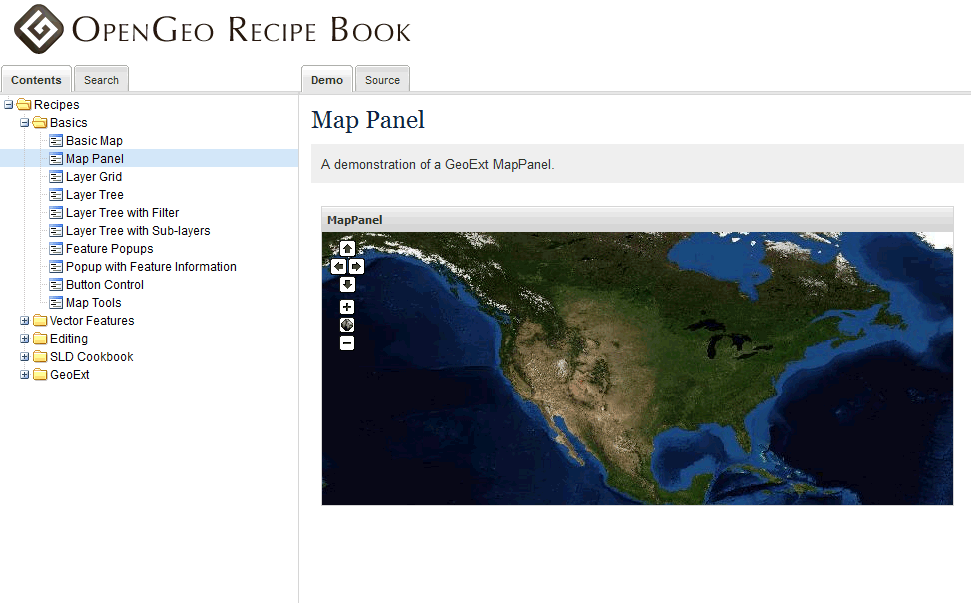 OpenGeo Recipe Book
Contents
Search
Recipes
Basics
Basic Map
Map Panel
Layer Grid
Layer Tree
Layer Tree with Filter
Layer Tree with Sub-layers
Feature Popups
Popup with Feature Information
Button Control
Map Tools
Vector Features
Editing
SLD Cookbook
GeoExt
Demo
Source
Map Panel
A demonstration of a GeoExt MapPanel.
MapPanel